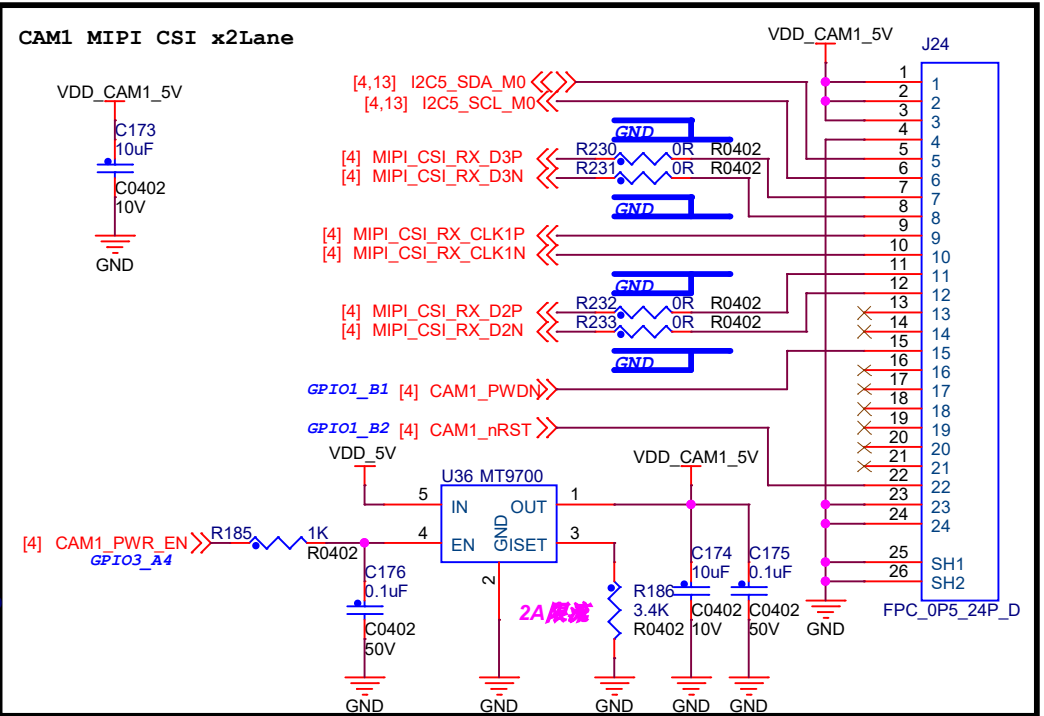 CAM1 MIPI CSI x2Lane
VDD_CAM1_5V
J24
VDD_CAM1_5V
C173
10uF
C0402
10V
GND
[4,13] I2C5_SDA_M0
[4,13] I2C5_SCL_M0
GND
R230 0R R0402
[4] MIPI_CSI_RX_D3P
R231 0R R0402
[4] MIPI_CSI_RX_D3N
GND
[4] MIPI_CSI_RX_CLK1P
[4] MIPI_CSI_RX_CLK1N
GND
R232 0R R0402
[4] MIPI_CSI_RX_D2P
R233 0R R0402
[4] MIPI_CSI_RX_D2N
GND
GPIO1_B1 [4] CAM1_PWDN
GPIO1_B2 [4] CAM1_nRST
1 1
2 2
3 3
4 4
5 5
6 6
7 7
8 8
9 9
10 10
11 11
12 12
13 13
14 14
15 15
16 16
17 17
18 18
19 19
20 20
21 21
22 22
23 23
24 24
25 SH1
26 SH2
FPC_0P5_24P_D
GND
VDD_5V
VDD_CAM1_5V
U36 MT9700
5 IN OUT 1
4 EN GND ISET 3
2
[4] CAM1_PWR_EN
GPIO3_A4
R185 1K
R0402
C176
0.1uF
C0402
50V
GND
GND
2A限流
R186
3.4K
R0402
GND
C174
10uF
C0402
10V
GND
C175
0.1uF
C0402
50V
GND